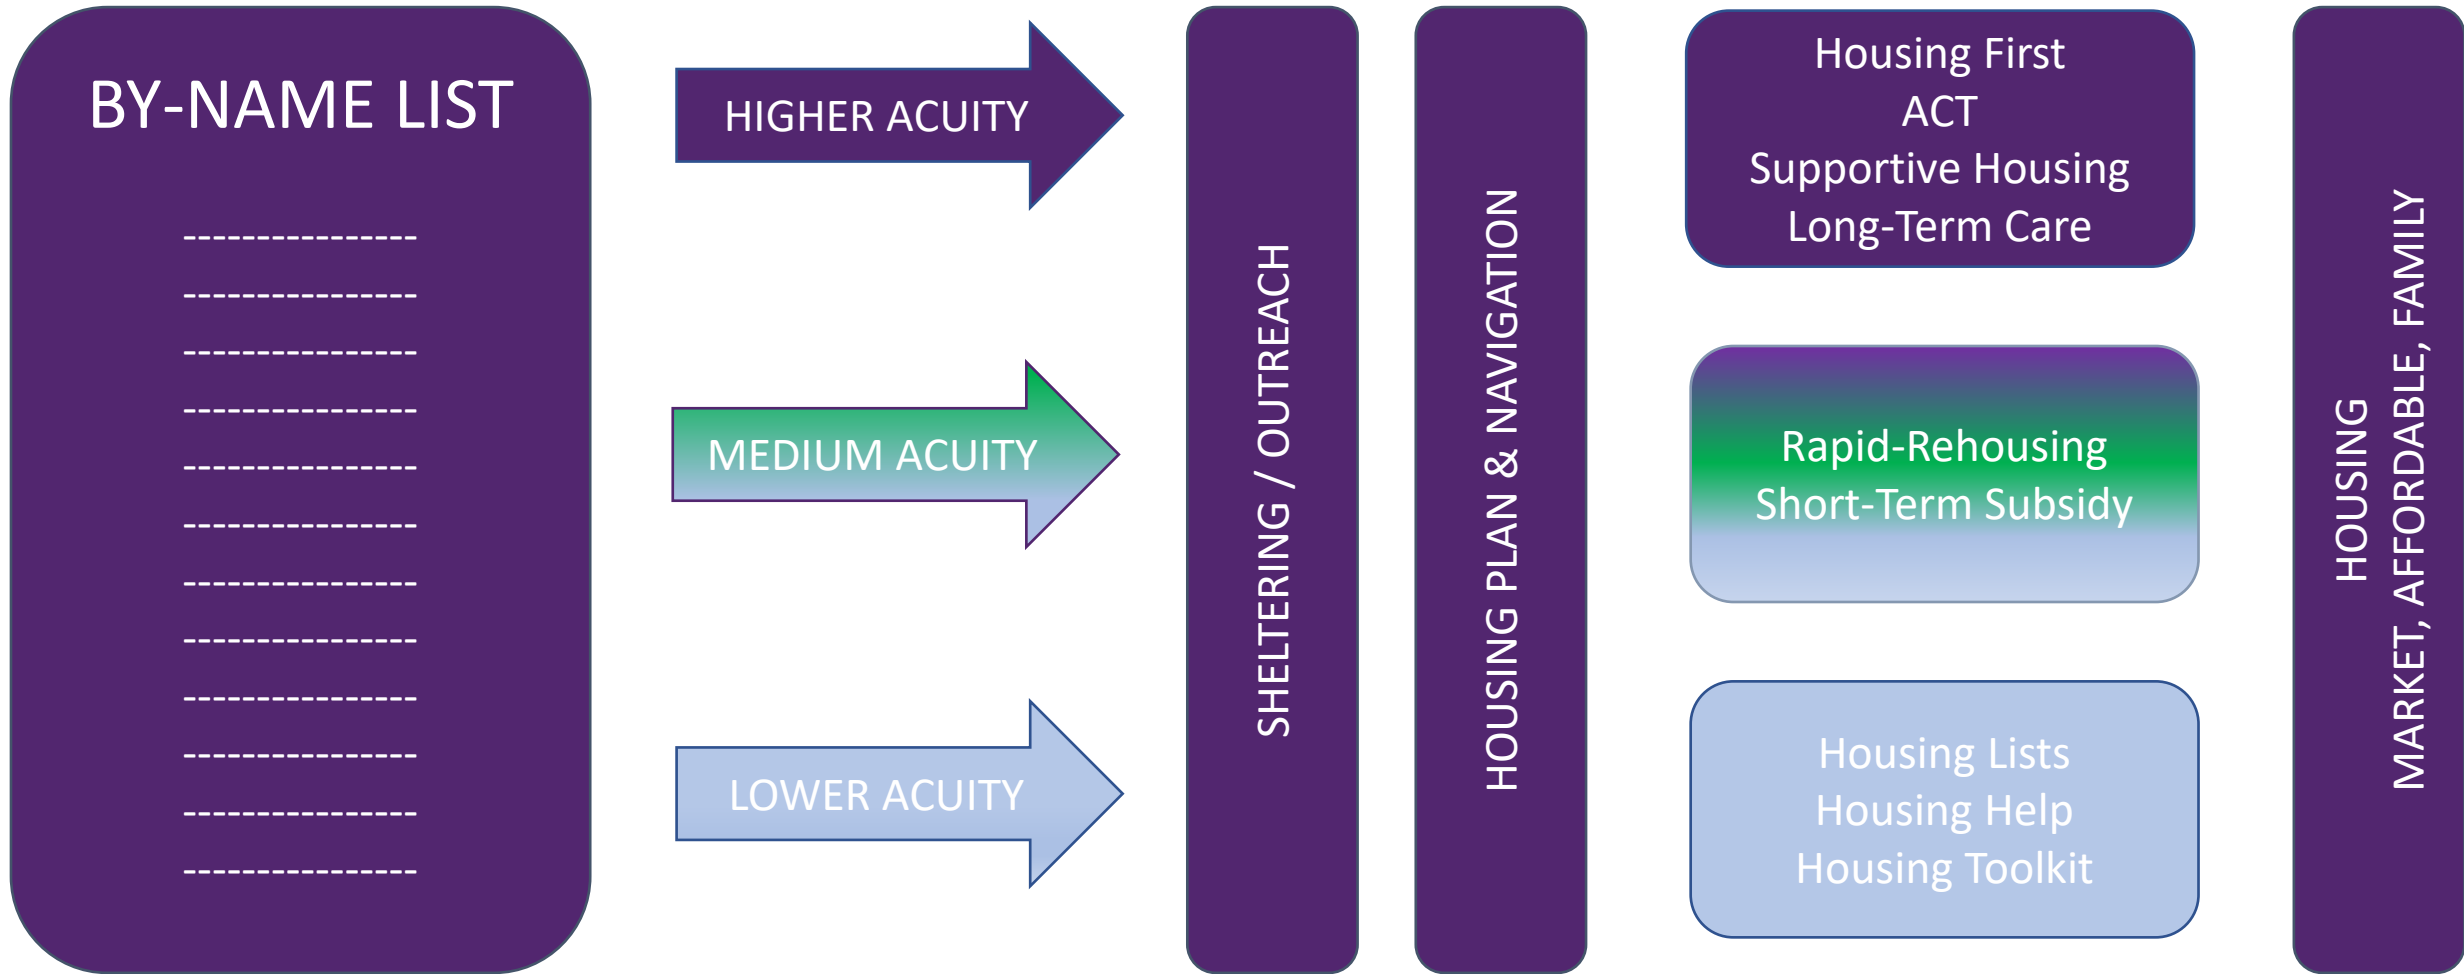 BY-NAME LIST
----------------
----------------
----------------
----------------
----------------
----------------
----------------
----------------
----------------
----------------
----------------
----------------
HIGHER ACUITY
MEDIUM ACUITY
LOWER ACUITY
SHELTERING / OUTREACH
HOUSING PLAN & NAVIGATION
Housing First
ACT
Supportive Housing
Long-Term Care
Rapid-Rehousing
Short-Term Subsidy
Housing Lists
Housing Help
Housing Toolkit
HOUSING
MARKET, AFFORDABLE, FAMILY